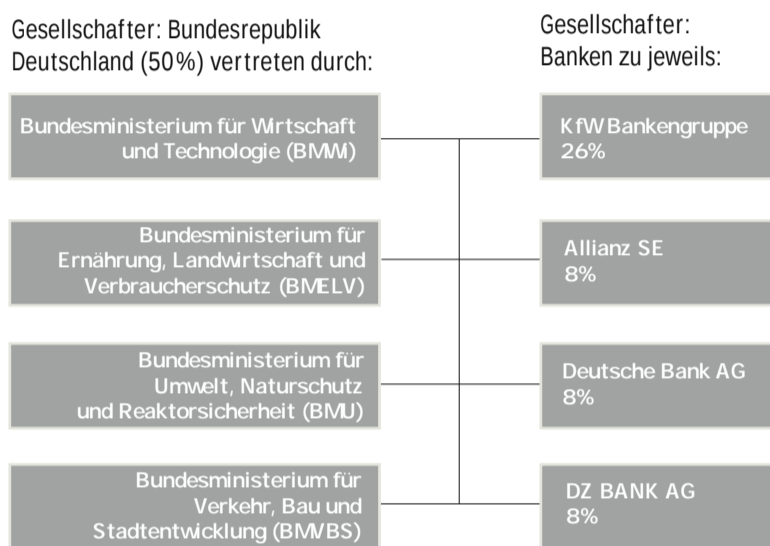 Gesellschafter: Bundesrepublik
Deutschland (50%) vertreten durch:
Bundesministerium für Wirtschaft
und Technologie (BMWi)
Bundesministerium für
Ernährung, Landwirtschaft und
Verbraucherschutz (BMELV)
Bundesministerium für
Umwelt, Naturschutz
und Reaktorsicherheit (BMU)
Bundesministerium für
Verkehr, Bau und
Stadtentwicklung (BMVBS)
Gesellschafter:
Banken zu jeweils:
KfW Bankengruppe
26%
Allianz SE
8%
Deutsche Bank AG
8%
DZ BANK AG
8%